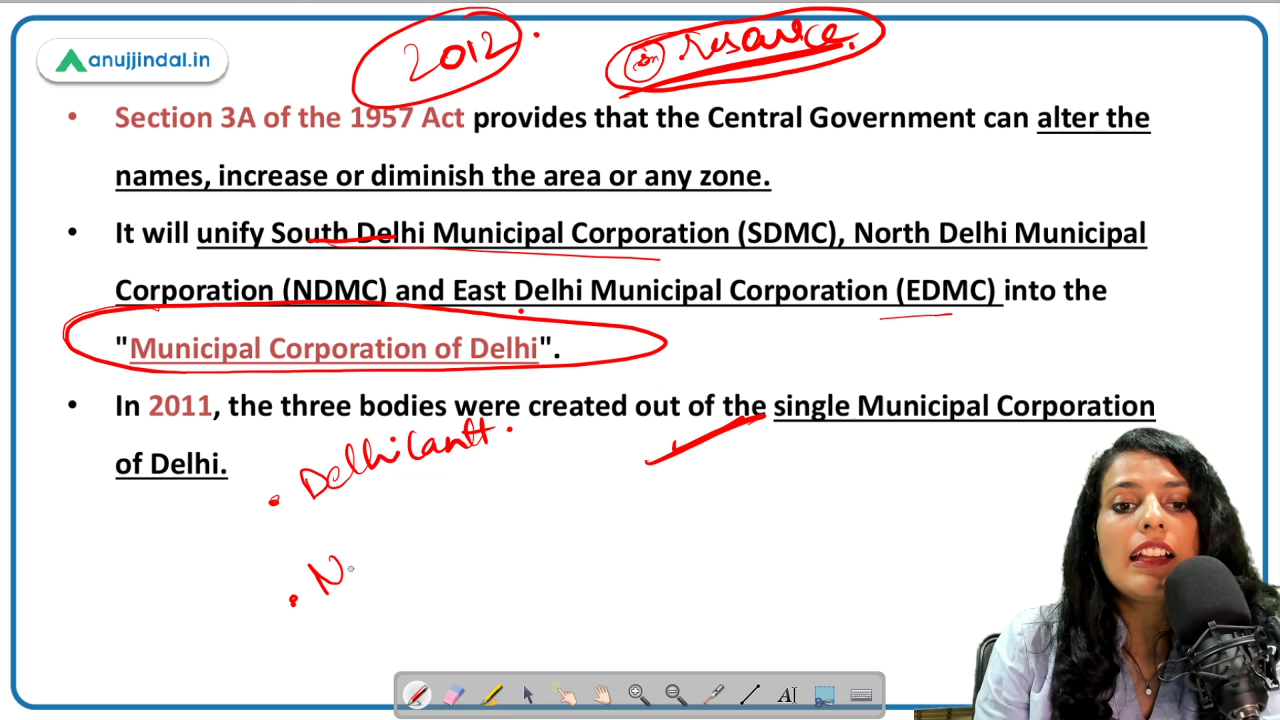 2012.
anujjindal.in
• Section 3A of the 1957 Act provides that the Central Government can alter the
names, increase or diminish the area or any zone.
• It will unify South Delhi Municipal Corporation (SDMC), North Delhi Municipal
Corporation (NDMC) and East Delhi Municipal Corporation (EDMC) into the
"Municipal Corporation of Delhi".
• In 2011, the three bodies were created out of the single Municipal Corporation
of Delhi.
• Delhi Cantt.
• N
AI